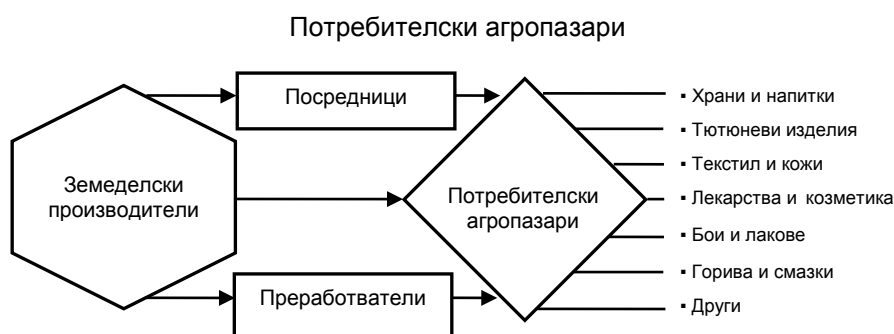 Потребителски агропазари
Посредници
Земеделски
производители
Потребителски
агропазари
Преработватели
▪ Храни и напитки
▪ Тютюневи изделия
▪ Текстил и кожи
▪ Лекарства и козметика
▪ Бои и лакове
▪ Горива и смазки
▪ Други